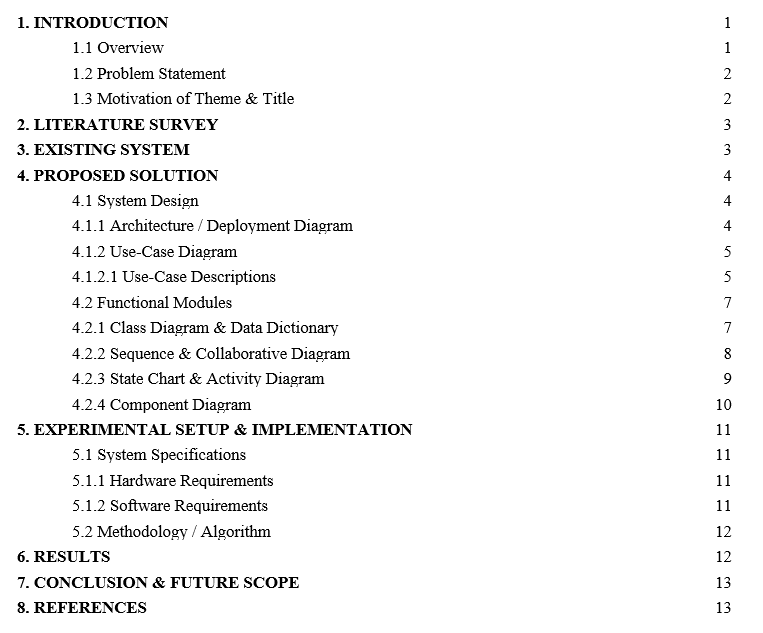 1. INTRODUCTION 1
1.1 Overview 1
1.2 Problem Statement 2
1.3 Motivation of Theme & Title 2
2. LITERATURE SURVEY 3
3. EXISTING SYSTEM 3
4. PROPOSED SOLUTION 4
4.1 System Design 4
4.1.1 Architecture / Deployment Diagram 4
4.1.2 Use-Case Diagram 5
4.1.2.1 Use-Case Descriptions 5
4.2 Functional Modules 7
4.2.1 Class Diagram & Data Dictionary 7
4.2.2 Sequence & Collaborative Diagram 8
4.2.3 State Chart & Activity Diagram 9
4.2.4 Component Diagram 10
5. EXPERIMENTAL SETUP & IMPLEMENTATION 11
5.1 System Specifications 11
5.1.1 Hardware Requirements 11
5.1.2 Software Requirements 11
5.2 Methodology / Algorithm 12
6. RESULTS 12
7. CONCLUSION & FUTURE SCOPE 13
8. REFERENCES 13